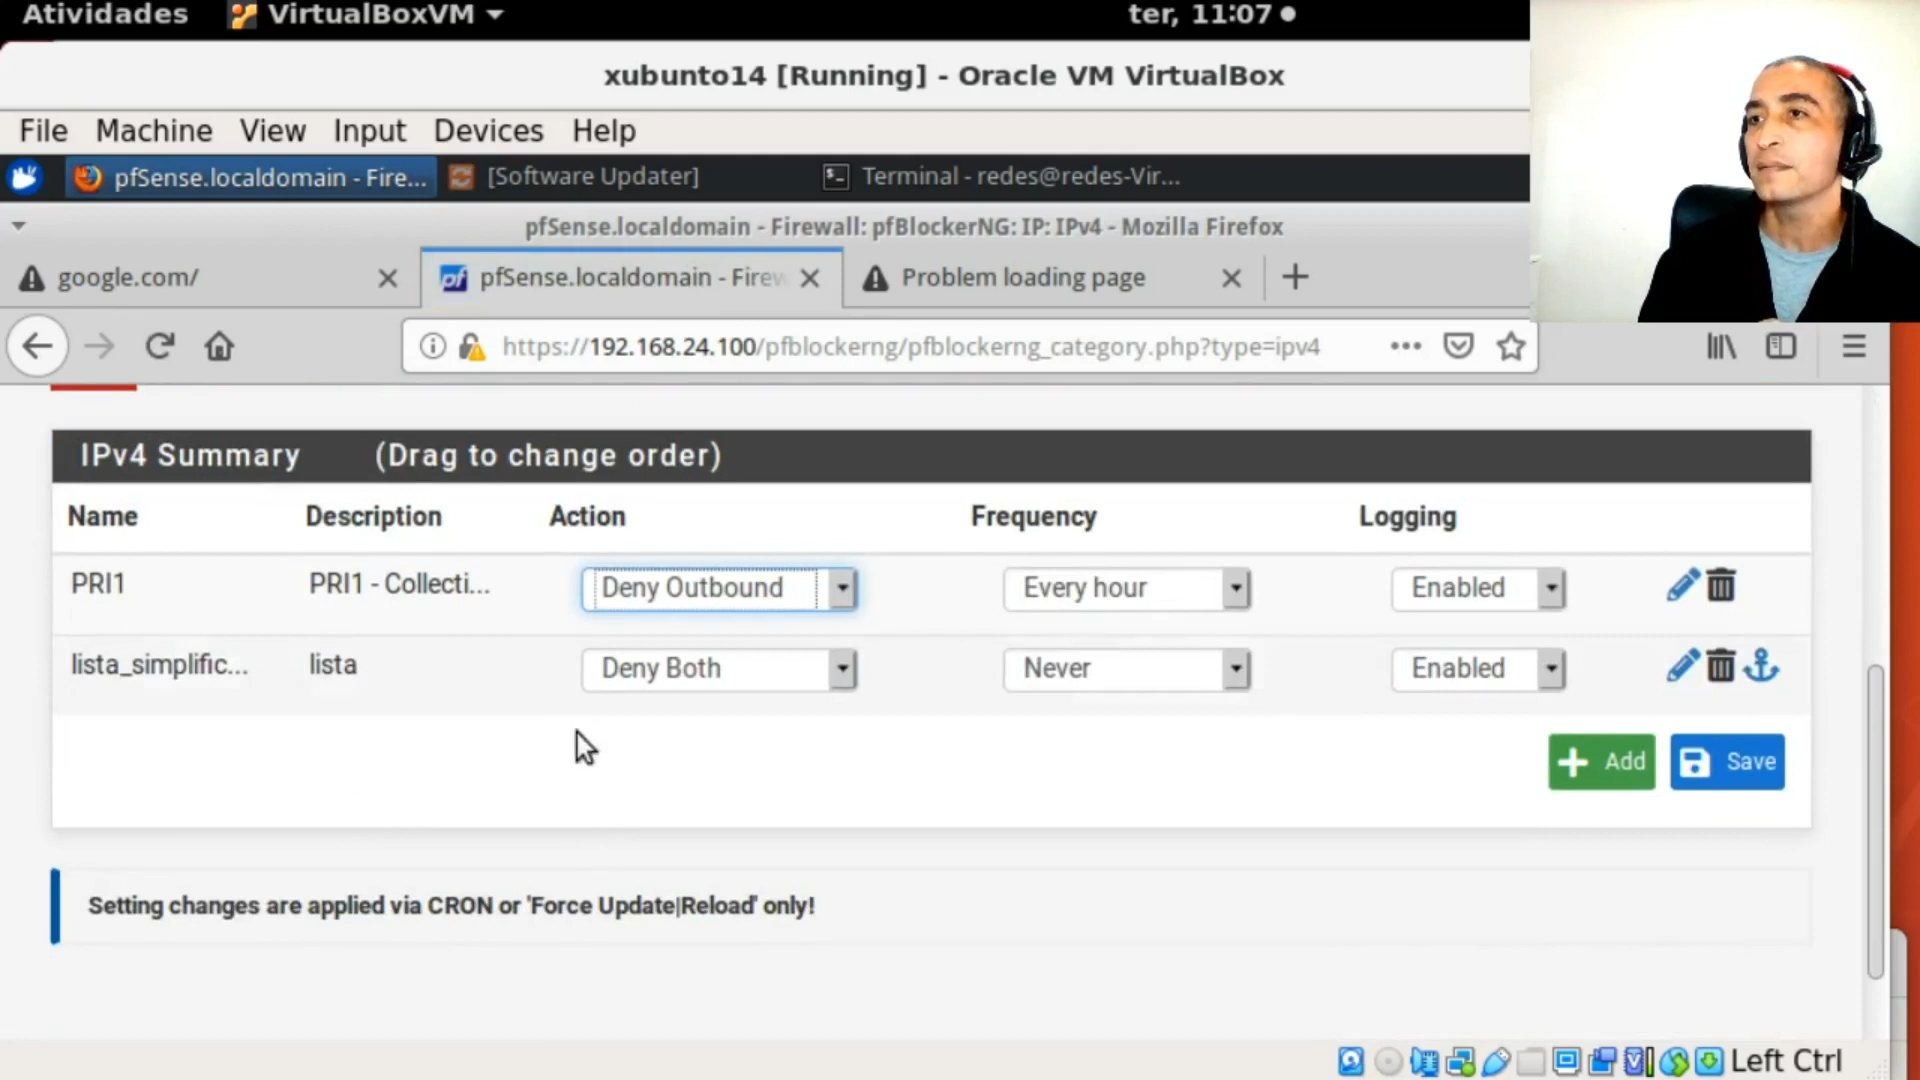 Atividades VirtualBoxVM ter, 11:07
xubunto14 [Running] - Oracle VM VirtualBox
File Machine View Input Devices Help
pfSense.localdomain - Fire... [Software Updater] Terminal - redes@redes-Vir...
pfSense.localdomain - Firewall: pfBlockerNG: IP: IPv4 - Mozilla Firefox
google.com/ pfSense.localdomain - Firew Problem loading page
https://192.168.24.100/pfblockerng/pfblockerng_category.php?type=ipv4
IPv4 Summary (Drag to change order)
Name Description Action Frequency Logging
PRI1 PRI1 - Collecti... Deny Outbound Every hour Enabled
lista_simplific... lista Deny Both Never Enabled
Add Save
Setting changes are applied via CRON or 'Force Update|Reload' only!
Left Ctrl